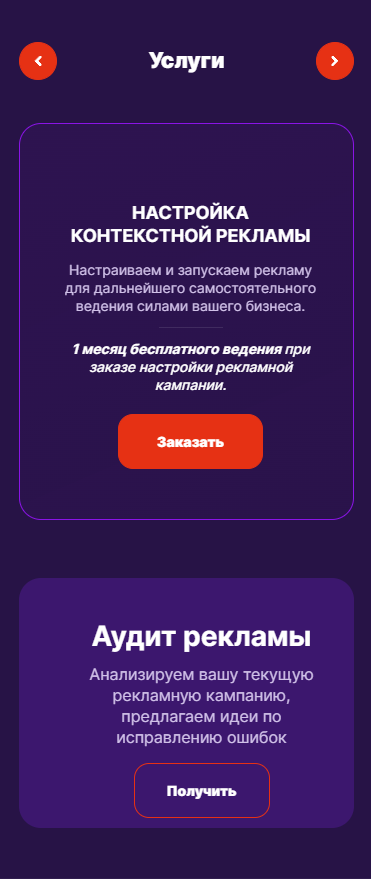 Услуги
НАСТРОЙКА
КОНТЕКСТНОЙ РЕКЛАМЫ
Настраиваем и запускаем рекламу
для дальнейшего самостоятельного
ведения силами вашего бизнеса.
1 месяц бесплатного ведения при
заказе настройки рекламной
кампании.
Заказать
Аудит рекламы
Анализируем вашу текущую
рекламную кампанию,
предлагаем идеи по
исправлению ошибок
Получить